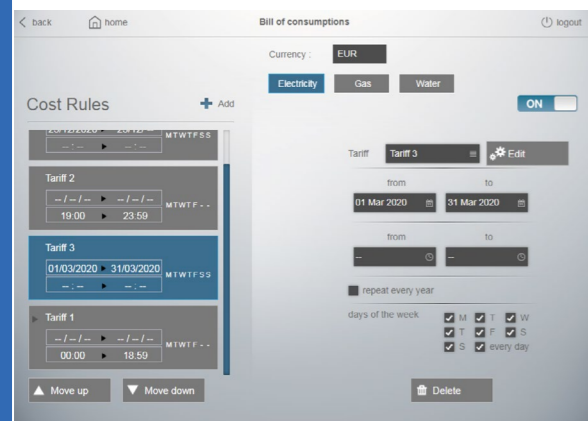 back
home
Bill of consumptions
logout
Currency :
EUR
Electricity
Gas
Water
ON
Cost Rules
Add
-- : --
-- : --
MTWTFSS
Tariff 2
-- / -- / --
-- / -- / --
19:00
23:59
MTWTF - -
Tariff 3
01/03/2020
31/03/2020
-- : --
-- : --
MTWTFSS
Tariff 1
-- / -- / --
-- / -- / --
00.00
18.59
MTWTF - -
Move up
Move down
Tariff
Tariff 3
Edit
from
to
01 Mar 2020
31 Mar 2020
from
to
--
--
repeat every year
days of the week
M
T
W
T
F
S
S
every day
Delete